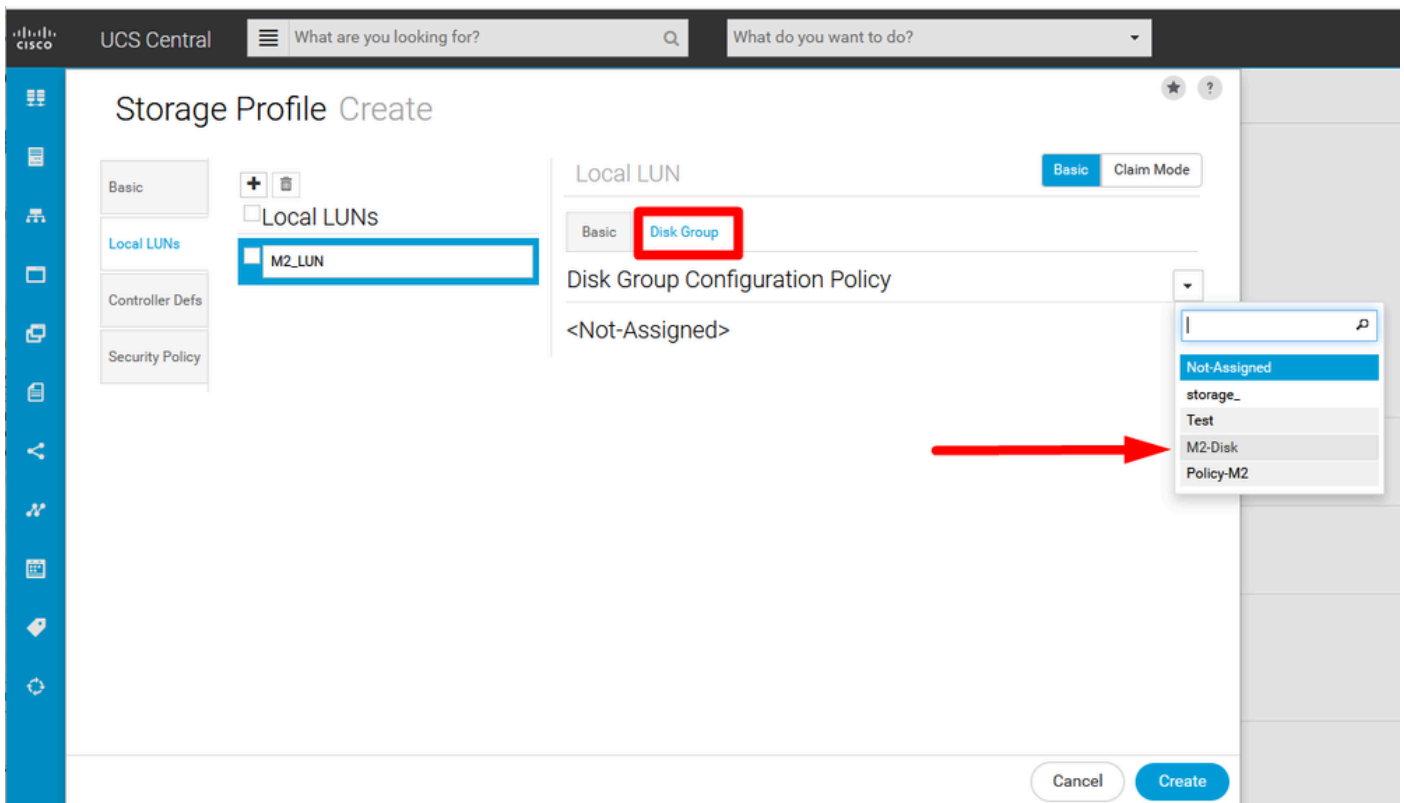 cisco
UCS Central
What are you looking for?
What do you want to do?
Storage Profile Create
?
Basic
Local LUNs
Controller Defs
Security Policy
Local LUNs
M2_LUN
Local LUN
Basic
Claim Mode
Basic
Disk Group
Disk Group Configuration Policy
<Not-Assigned>
Not-Assigned
storage_
Test
M2-Disk
Policy-M2
Cancel
Create